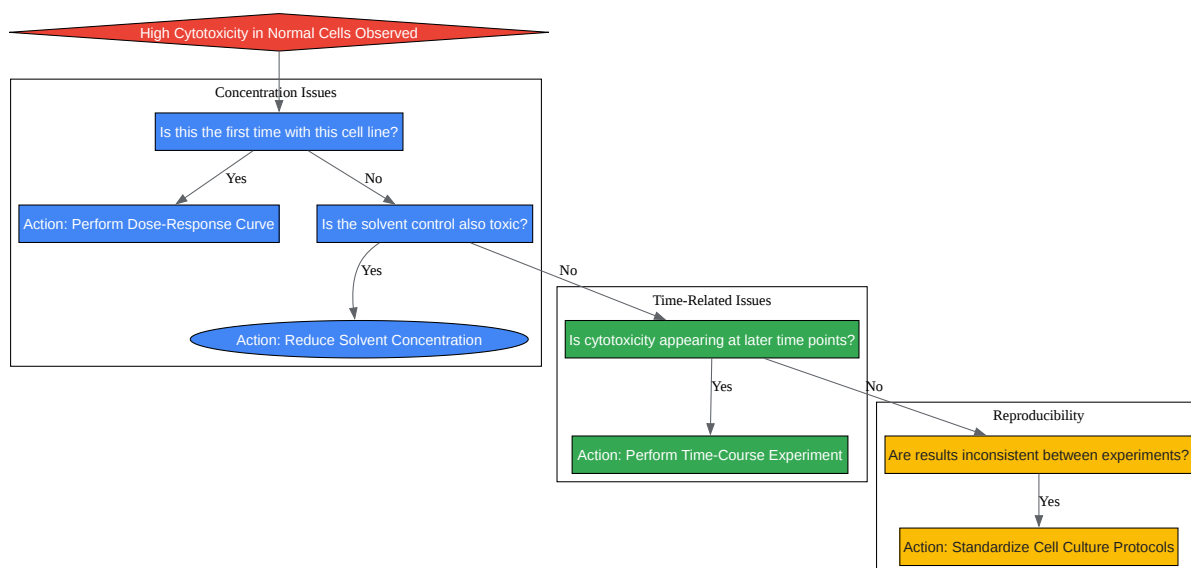 High Cytotoxicity in Normal Cells Observed
Concentration Issues
Is this the first time with this cell line?
Yes
No
Action: Perform Dose-Response Curve
Is the solvent control also toxic?
Yes
No
Action: Reduce Solvent Concentration
Time-Related Issues
Is cytotoxicity appearing at later time points?
Yes
No
Action: Perform Time-Course Experiment
Reproducibility
Are results inconsistent between experiments?
Yes
Action: Standardize Cell Culture Protocols